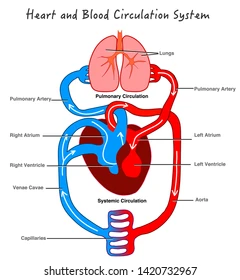 Heart and Blood Circulation System
Lungs
Pulmonary Artery
Pulmonary Artery
Pulmonary Circulation
Right Atrium
Left Atrium
Right Ventricle
Left Ventricle
Venae Cavae
Systemic Circulation
Aorta
Capillaries
shutterstock.com · 1420732967